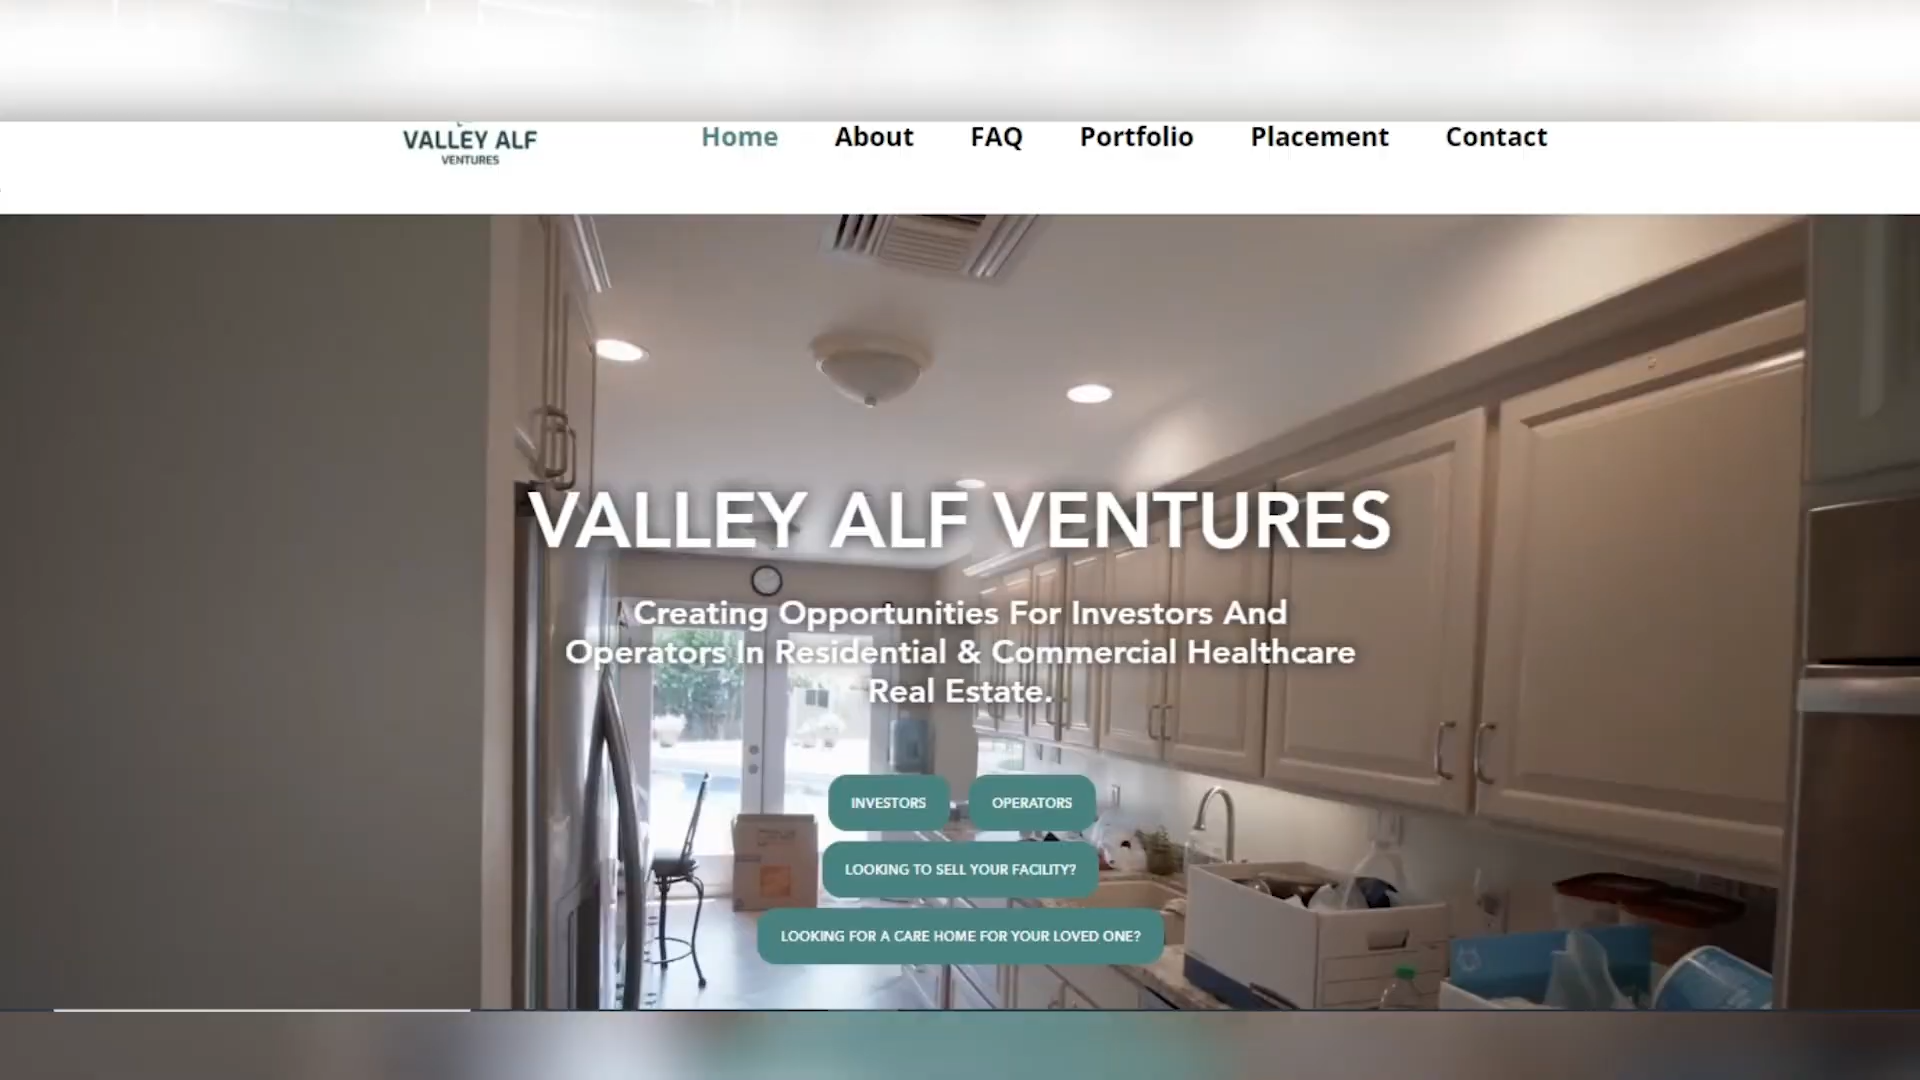 VALLEY ALF
VENTURES
Home
About
FAQ
Portfolio
Placement
Contact
VALLEY ALF VENTURES
Creating Opportunities For Investors And
Operators In Residential & Commercial Healthcare
Real Estate.
INVESTORS
OPERATORS
LOOKING TO SELL YOUR FACILITY?
LOOKING FOR A CARE HOME FOR YOUR LOVED ONE?